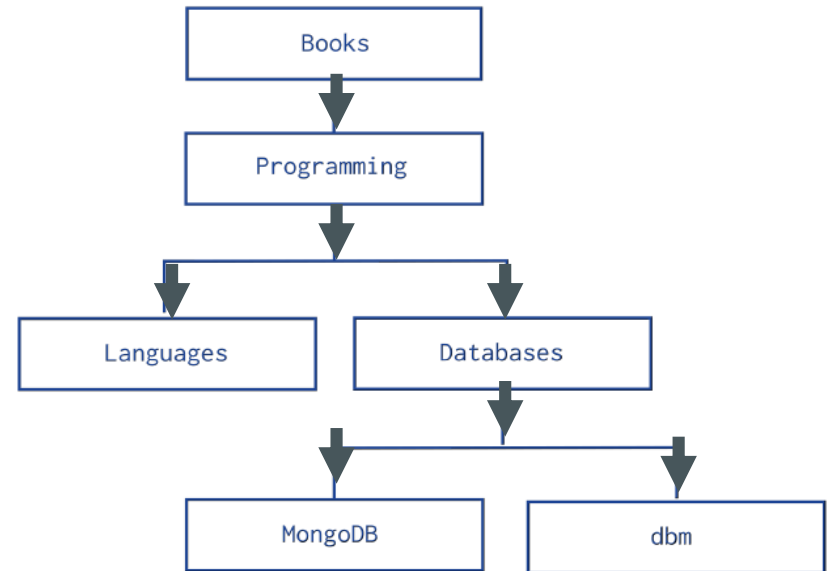 Books
Programming
Languages
Databases
MongoDB
dbm